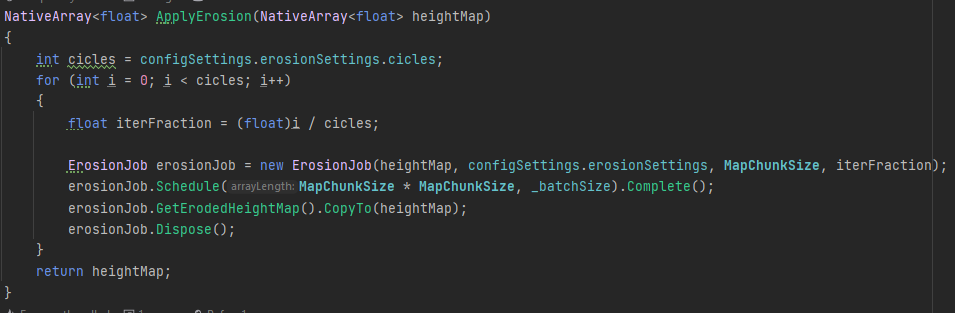 NativeArray<float> ApplyErosion(NativeArray<float> heightMap)
{
    int cicles = configSettings.erosionSettings.cicles;
    for (int i = 0; i < cicles; i++)
    {
        float iterFraction = (float)i / cicles;

        ErosionJob erosionJob = new ErosionJob(heightMap, configSettings.erosionSettings, MapChunkSize, iterFraction);
        erosionJob.Schedule( arrayLength: MapChunkSize * MapChunkSize, _batchSize).Complete();
        erosionJob.GetErodedHeightMap().CopyTo(heightMap);
        erosionJob.Dispose();
    }
    return heightMap;
}